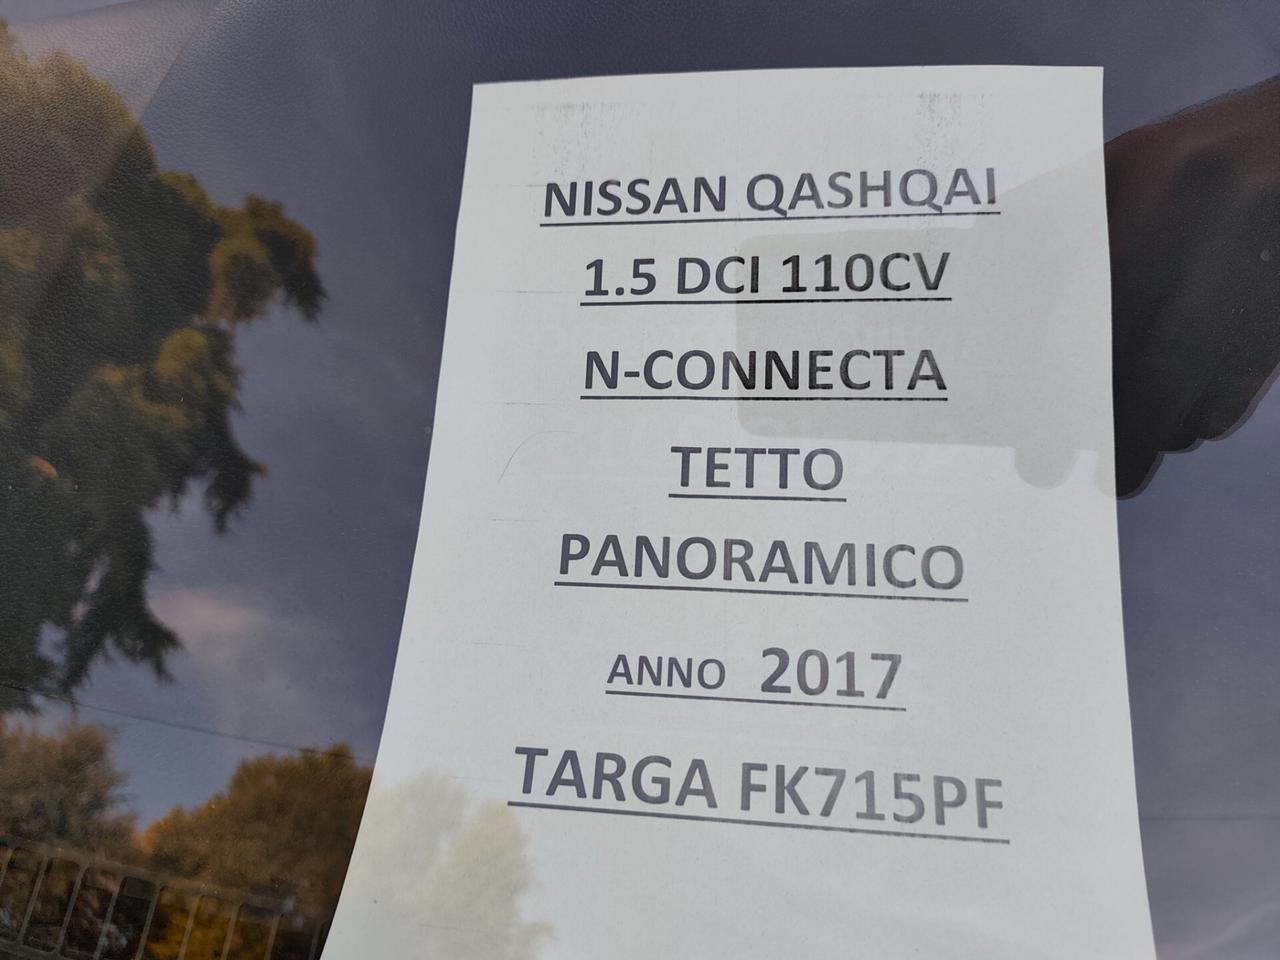 NISSAN QASHQAI
1.5 DCI 110CV
N-CONNECTA
TETTO
PANORAMICO
ANNO 2017
TARGA FK715PF